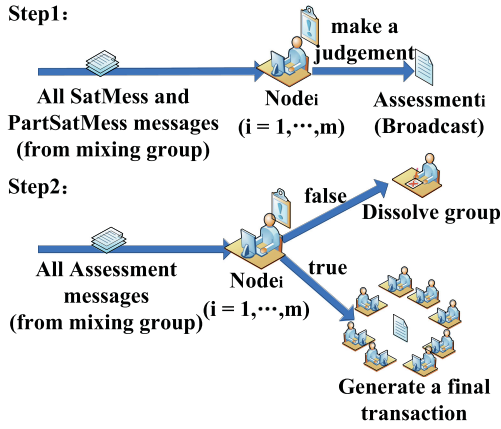 Step1:
make a
judgement
All SatMess and
PartSatMess messages
(from mixing group)
Nodei
(i = 1,⋯,m)
Assessmenti
(Broadcast)
Step2:
false
Dissolve group
All Assessment
messages
(from mixing group)
Nodei
(i = 1,⋯,m)
true
Generate a final
transaction